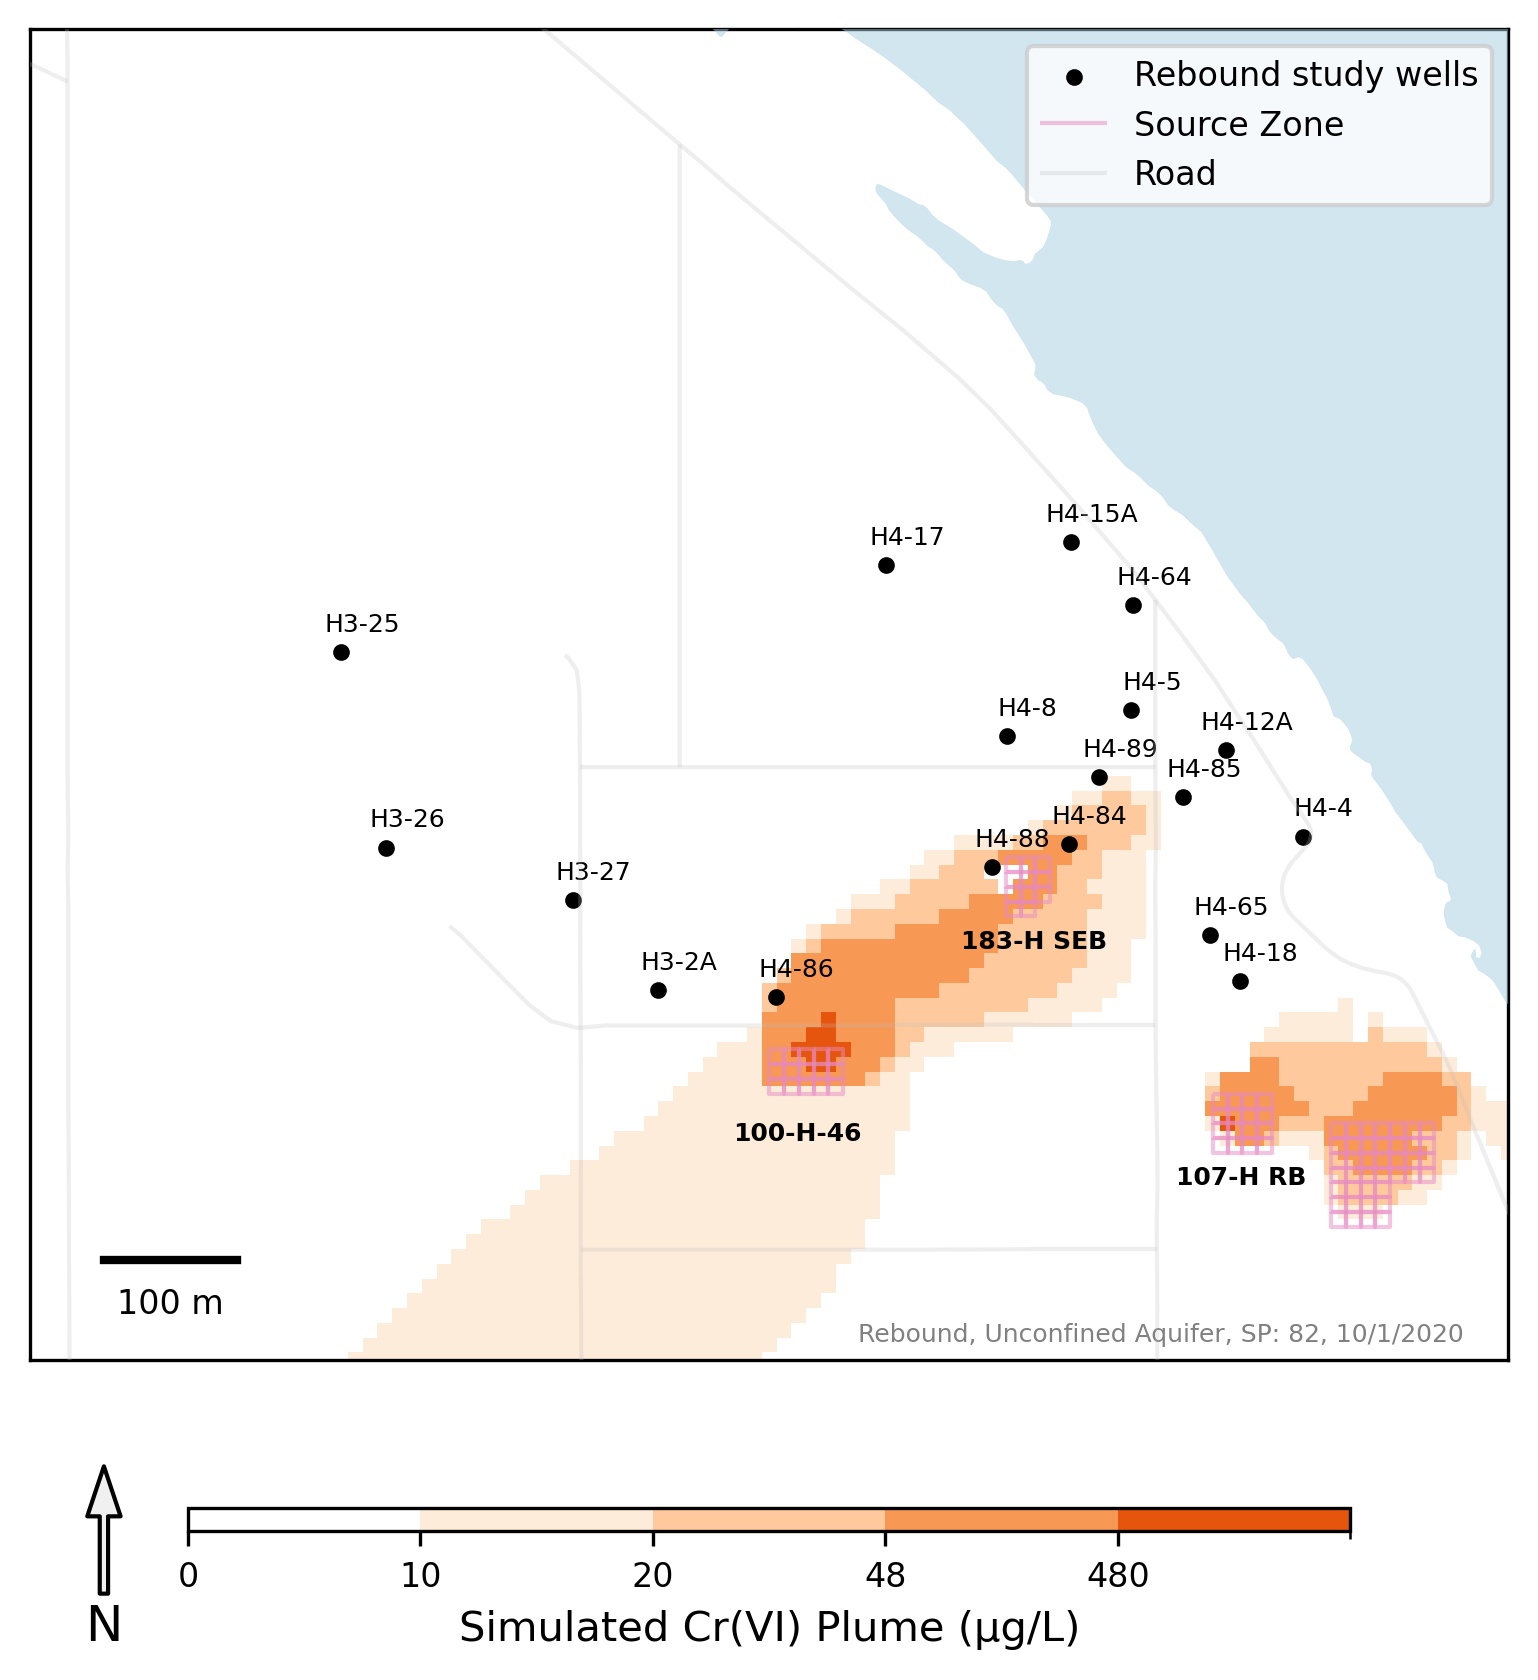 Rebound study wells
Source Zone
Road
H4-15A
H4-17
H4-64
H3-25
H4-5
H4-8
H4-12A
H4-89
H4-85
H4-4
H4-84
H3-26
H4-88
H3-27
H4-65
183-H SEB
H4-18
H3-2A
H4-86
100-H-46
107-H RB
100 m
Rebound, Unconfined Aquifer, SP: 82, 10/1/2020
0 10 20 48 480
N
Simulated Cr(VI) Plume (µg/L)